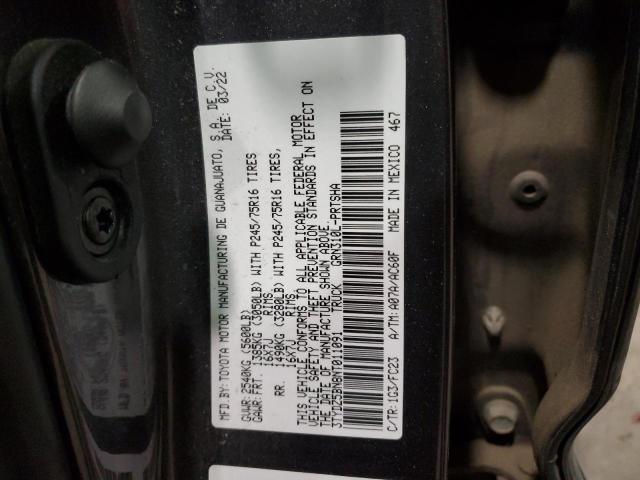 MFD.BY:TOYOTA MOTOR MANUFACTURING DE GUANAJUATO, S.A. DE C.V.
DATE: 03/22
GVWR: 2540KG (5600LB)
GAWR: FRT. 1385KG (3050LB) WITH P245/75R16 TIRES
16X7J RIMS,
RR. 1490KG (3280LB) WITH P245/75R16 TIRES,
16X7J RIMS,
THIS VEHICLE CONFORMS TO ALL APPLICABLE FEDERAL MOTOR
VEHICLE SAFETY AND THEFT PREVENTION STANDARDS IN EFFECT ON
THE DATE OF MANUFACTURE SHOWN ABOVE.
3TYDZ5BN8NT011091 TRUCK GRN310L-PRTSHA
C/TR:1G3/FC23 A/TM:A07A/AC60F MADE IN MEXICO 467